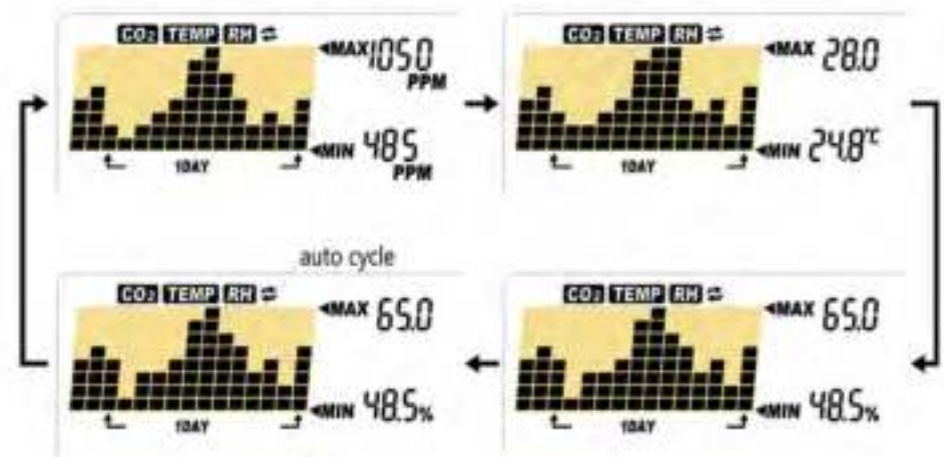 CO2 TEMP RH
MAX 1050
PPM
MIN 485
PPM
1DAY
CO2 TEMP RH
MAX 28.0
MIN 24.8°C
1DAY
auto cycle
CO2 TEMP RH
MAX 65.0
MIN 48.5%
1DAY
CO2 TEMP RH
MAX 65.0
MIN 48.5%
1DAY